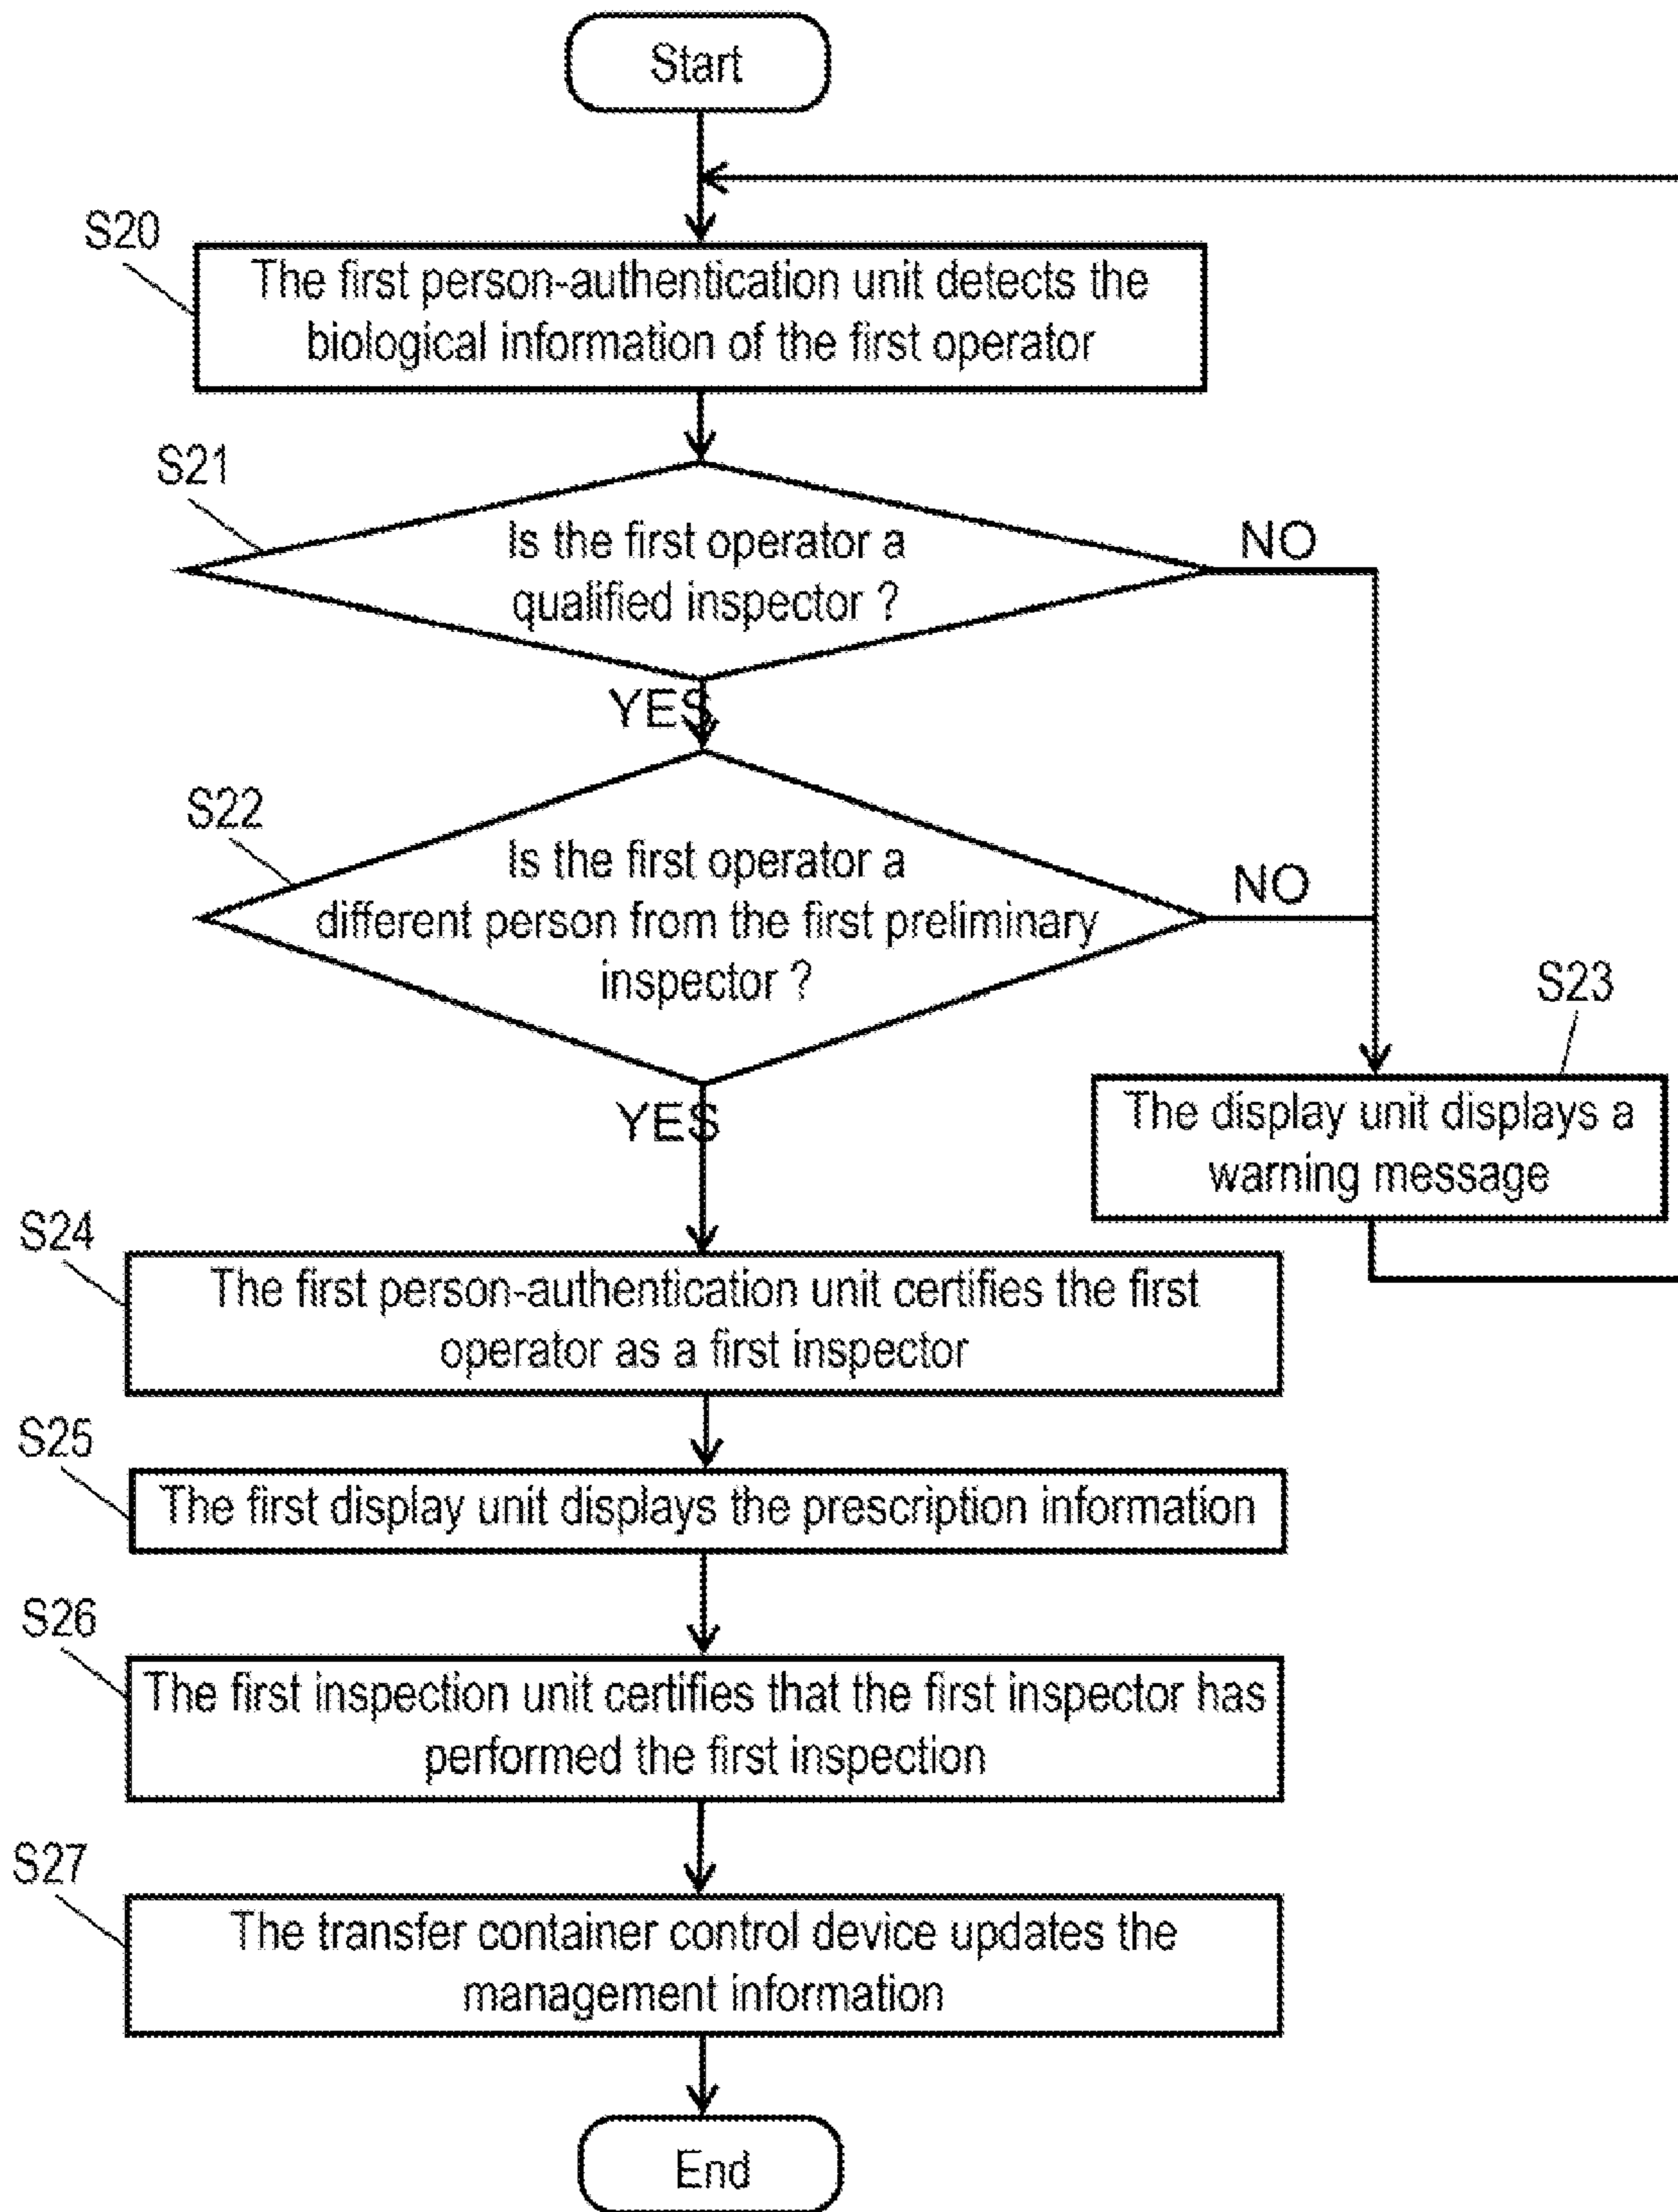 Start
S20
The first person-authentication unit detects the
biological information of the first operator
S21
Is the first operator a
qualified inspector ?
NO
YES
S22
Is the first operator a
different person from the first preliminary
inspector ?
NO
YES
S23
The display unit displays a
warning message
S24
The first person-authentication unit certifies the first
operator as a first inspector
S25
The first display unit displays the prescription information
S26
The first inspection unit certifies that the first inspector has
performed the first inspection
S27
The transfer container control device updates the
management information
End